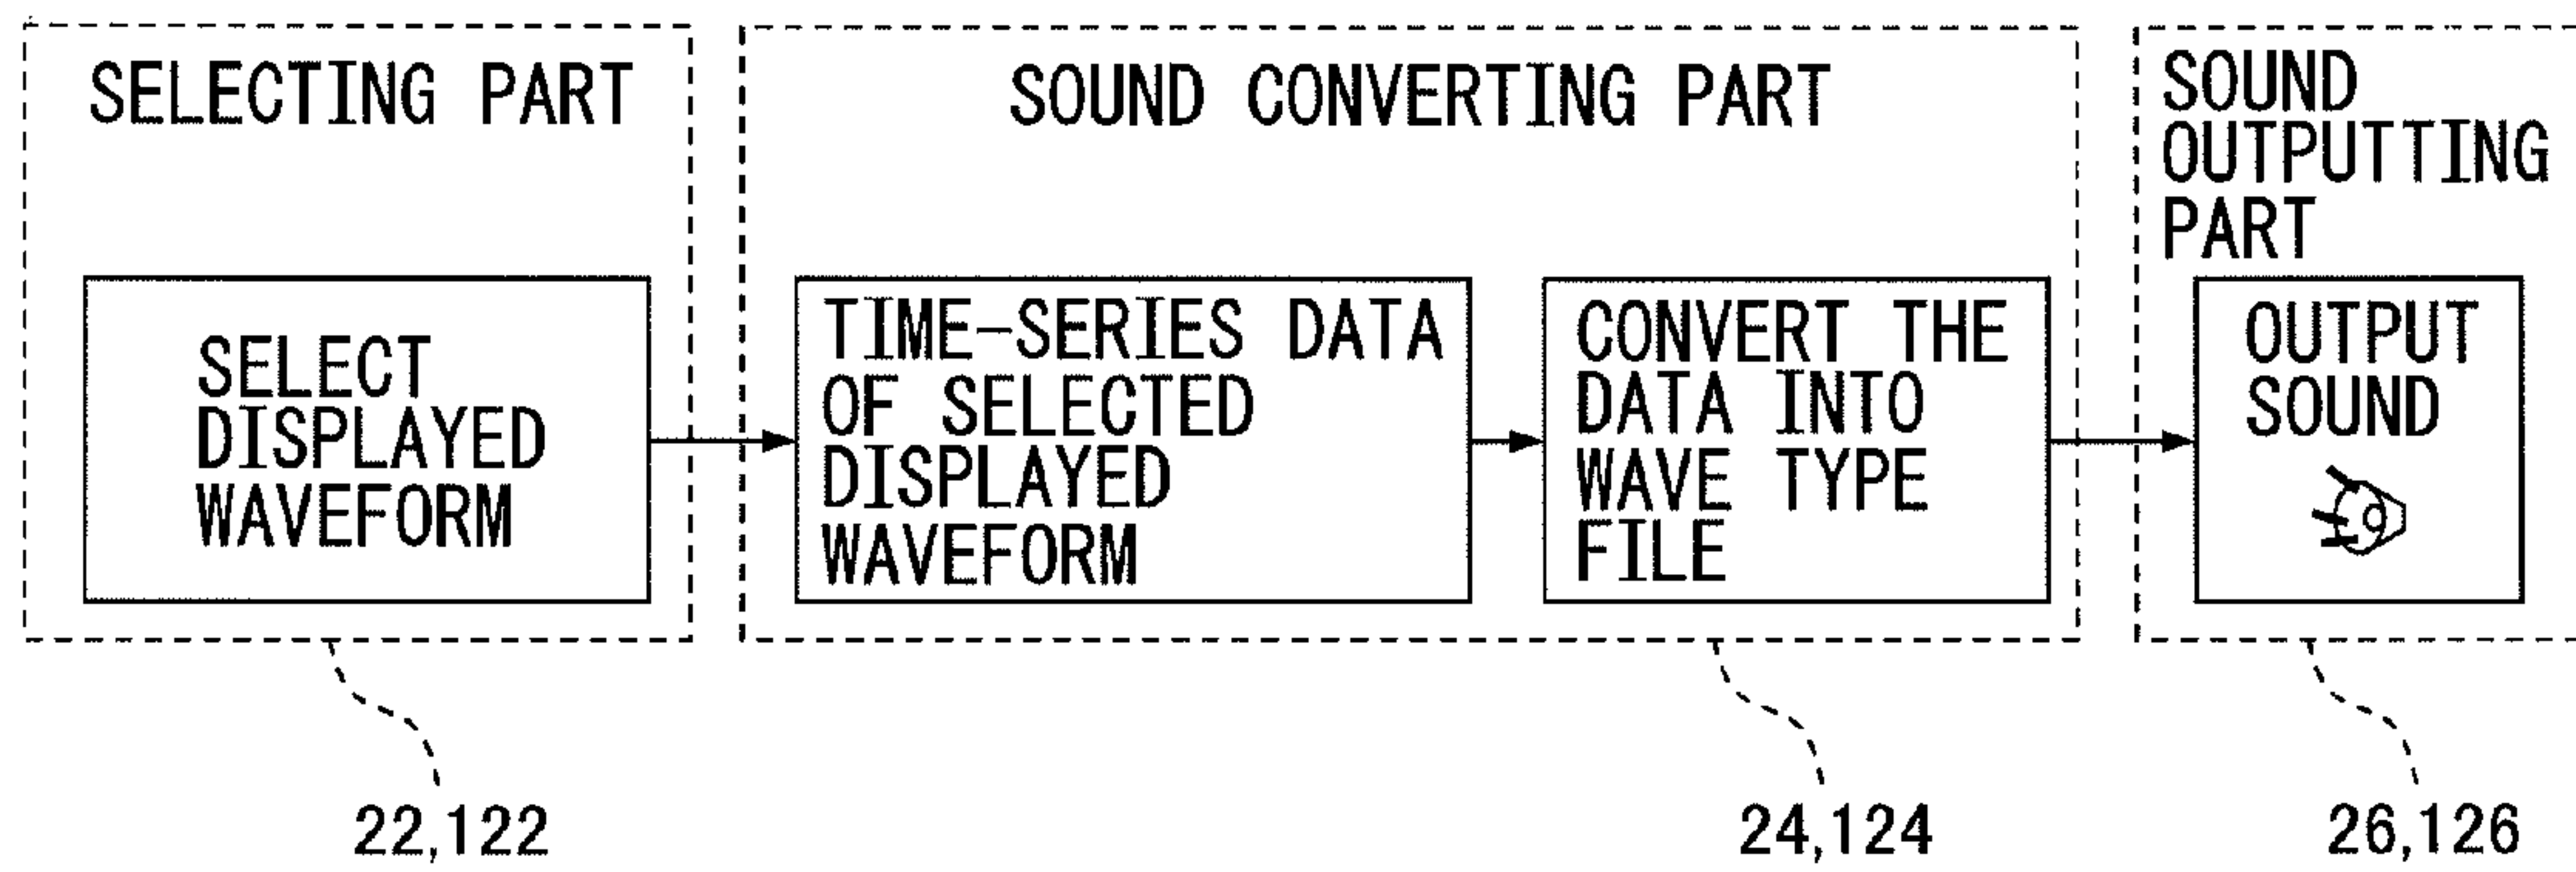 SELECTING PART
SELECT
DISPLAYED
WAVEFORM
22,122
SOUND CONVERTING PART
TIME-SERIES DATA
OF SELECTED
DISPLAYED
WAVEFORM
CONVERT THE
DATA INTO
WAVE TYPE
FILE
24,124
SOUND
OUTPUTTING
PART
OUTPUT
SOUND
26,126